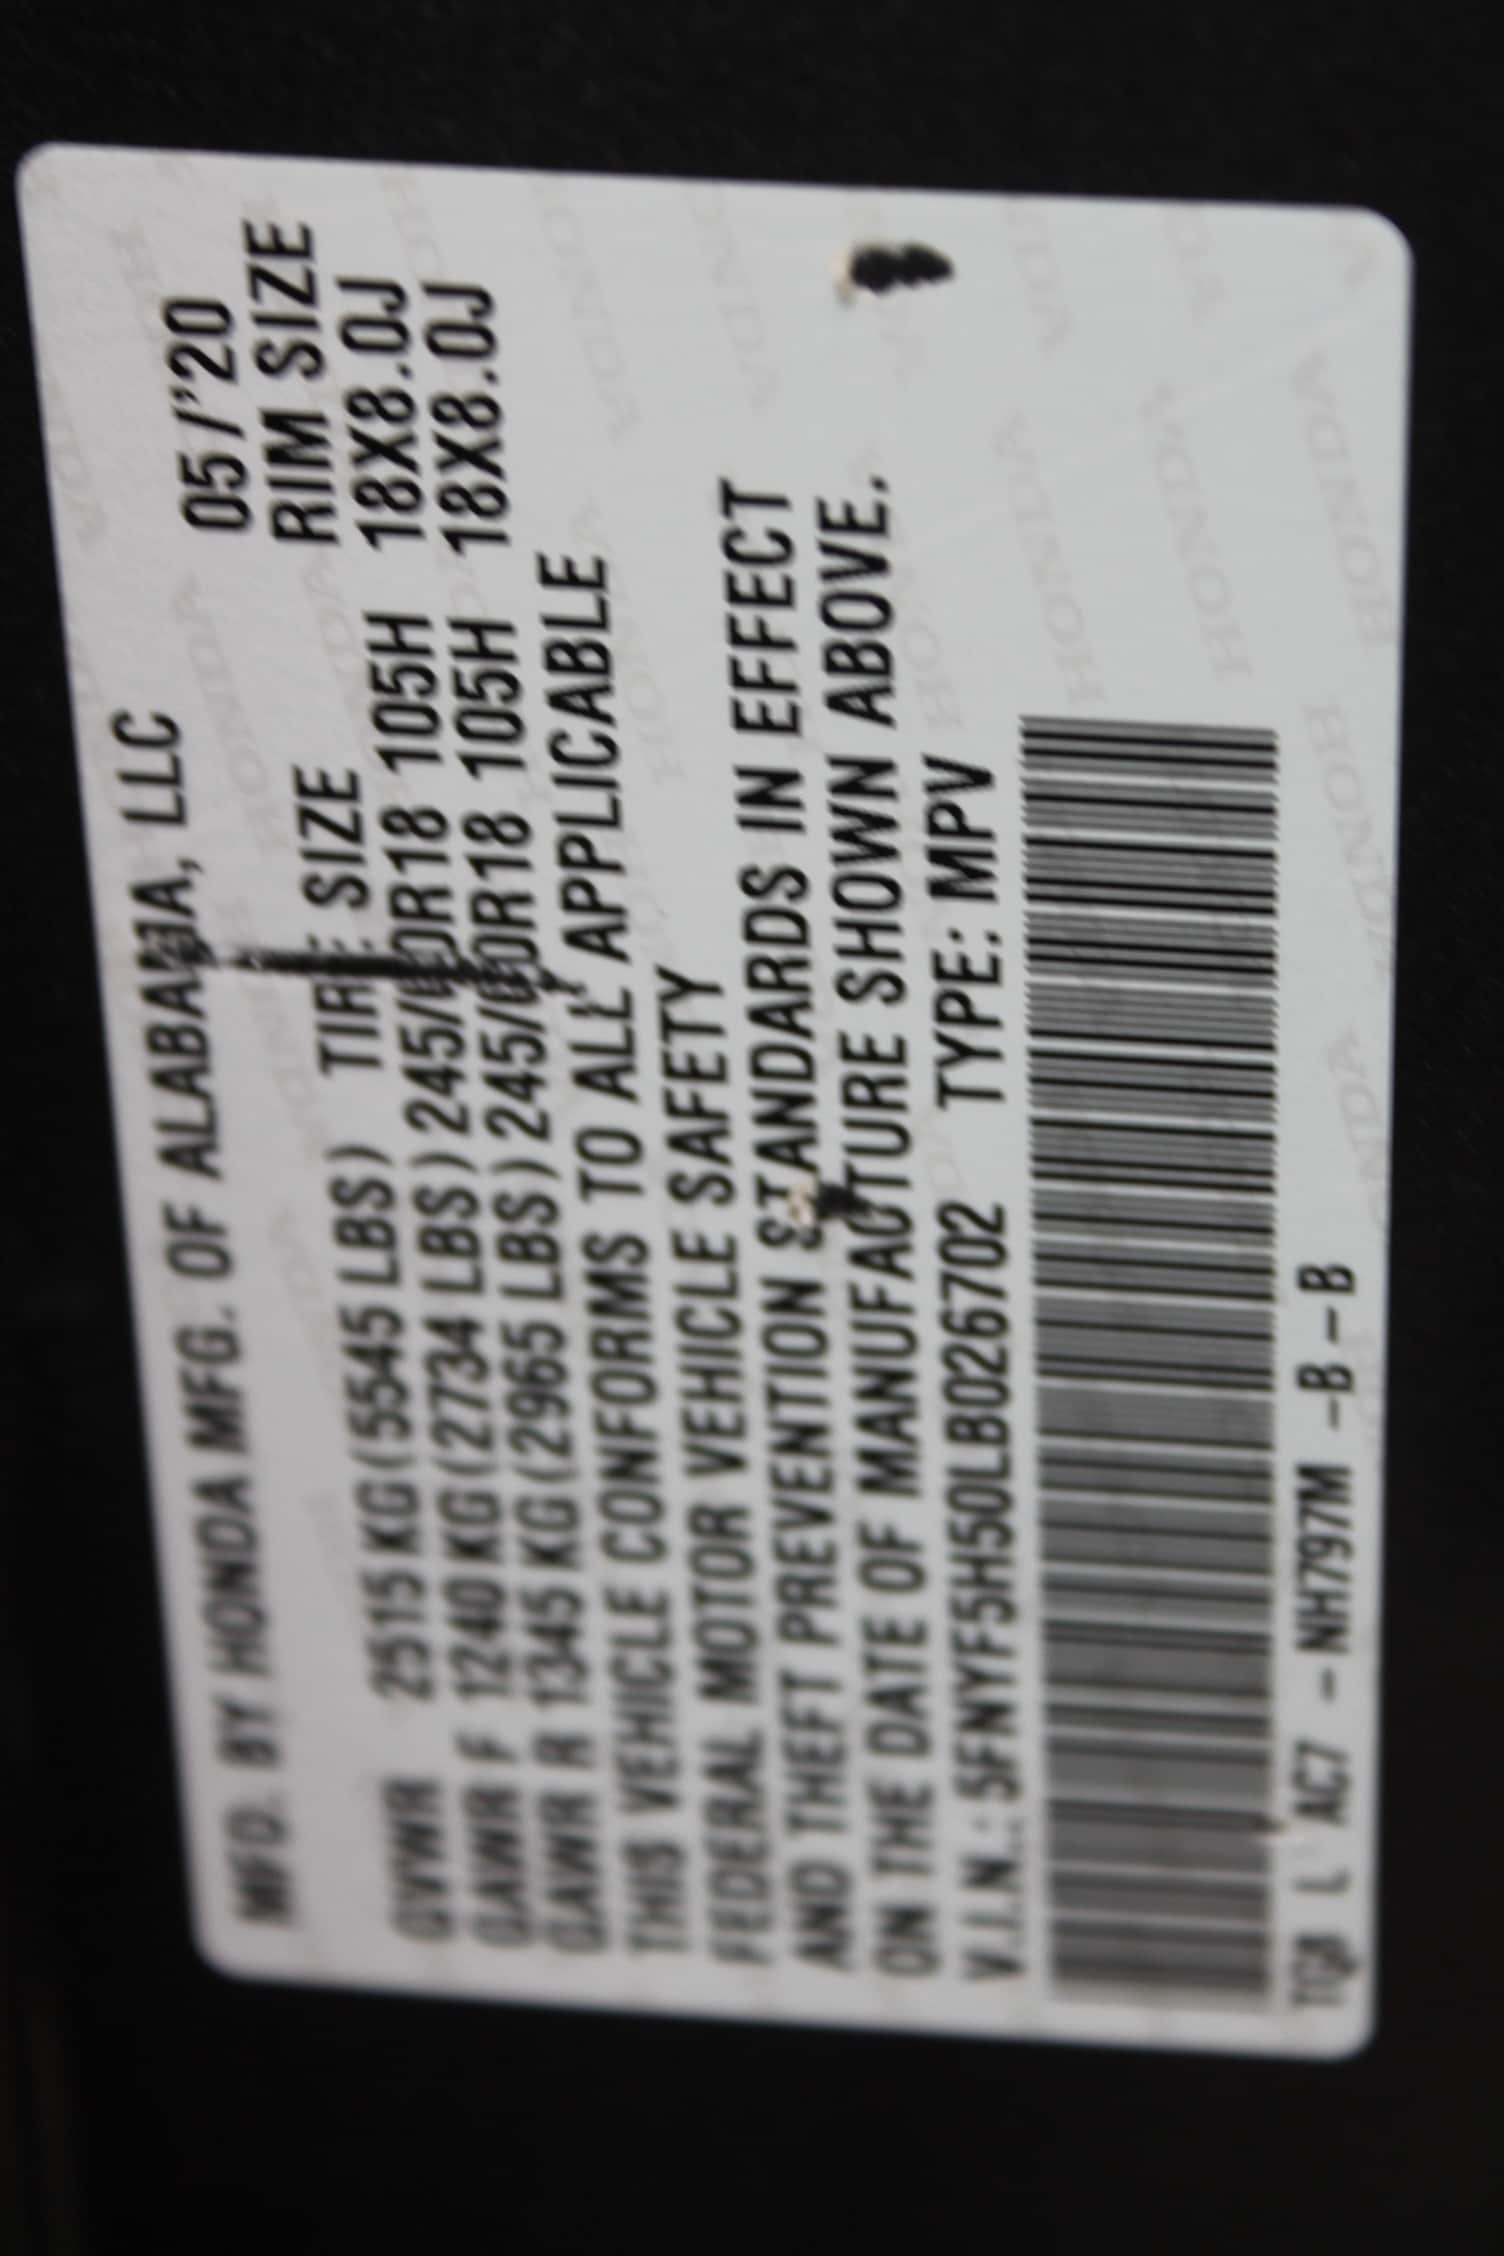 MFD. BY HONDA MFG. OF ALABAMA, LLC
05/'20
TIRE SIZE RIM SIZE
GVWR 2515 KG (5545 LBS)
GAWR F 1240 KG (2734 LBS) 245/60R18 105H 18X8.0J
GAWR R 1345 KG (2965 LBS) 245/60R18 105H 18X8.0J
THIS VEHICLE CONFORMS TO ALL APPLICABLE
FEDERAL MOTOR VEHICLE SAFETY
AND THEFT PREVENTION STANDARDS IN EFFECT
ON THE DATE OF MANUFACTURE SHOWN ABOVE.
V.I.N.: 5FNYF5H50LB026702 TYPE: MPV
L AC7 -NH797M -B-B